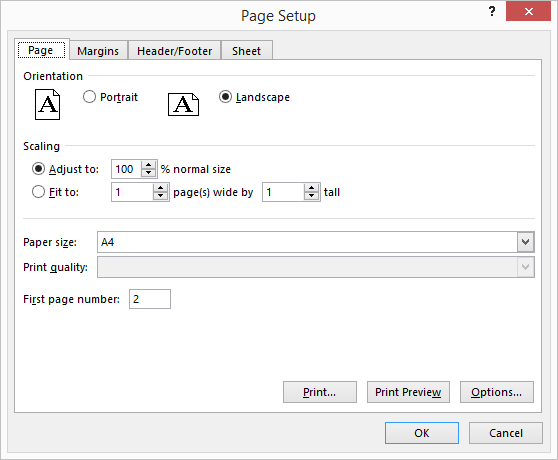 Page Setup
? ×
Page Margins Header/Footer Sheet
Orientation
A Portrait A Landscape
Scaling
Adjust to: 100 % normal size
Fit to: 1 page(s) wide by 1 tall
Paper size: A4
Print quality:
First page number: 2
Print... Print Preview Options...
OK Cancel